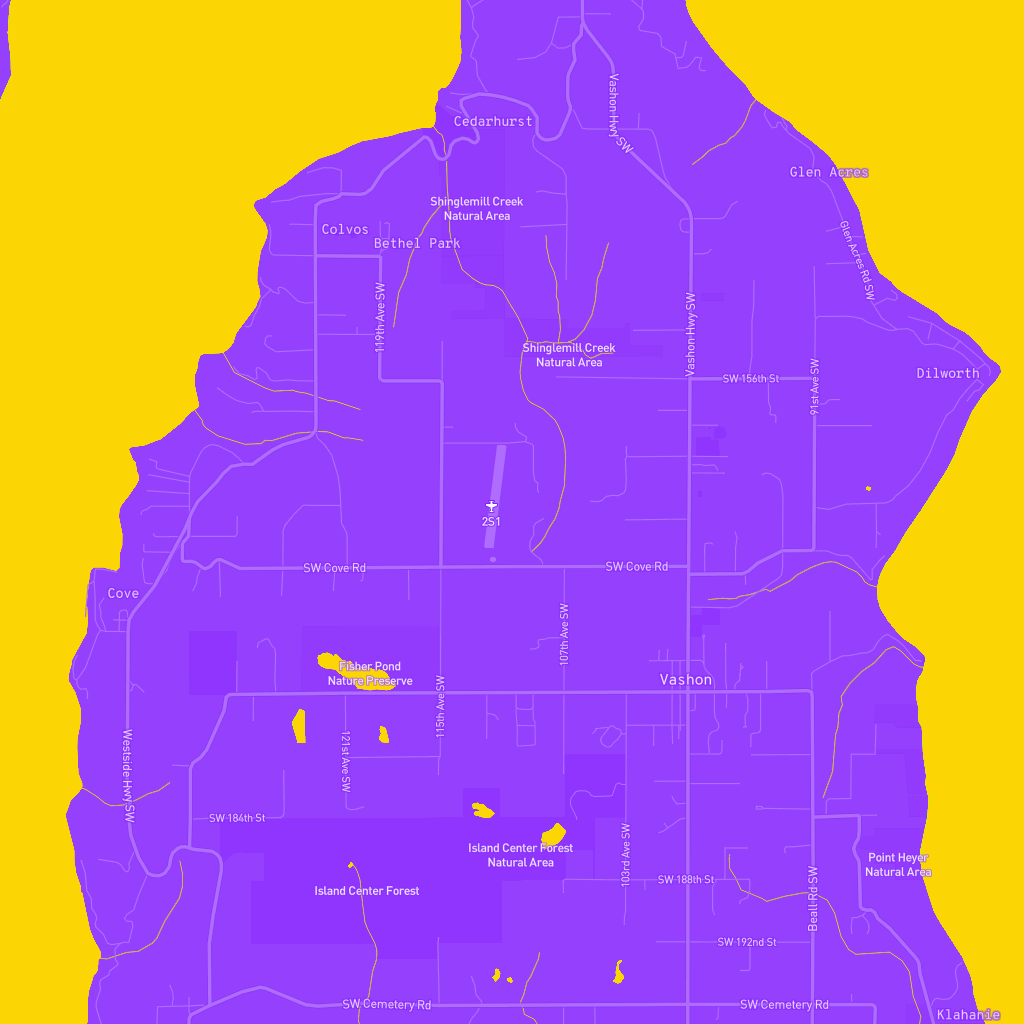 Vashon Hwy SW
Cedarhurst
Glen Acres
Shinglemill Creek
Natural Area
Colvos
Bethel Park
Glen Acres Rd SW
119th Ave SW
Vashon Hwy SW
Shinglemill Creek
Natural Area
SW 156th St
91st Ave SW
Dilworth
2S1
SW Cove Rd
SW Cove Rd
Cove
107th Ave SW
Fisher Pond
Nature Preserve
Vashon
115th Ave SW
121st Ave SW
Westside Hwy SW
SW 184th St
Island Center Forest
Natural Area
103rd Ave SW
Point Heyer
Natural Area
Island Center Forest
SW 188th St
Beall Rd SW
SW 192nd St
SW Cemetery Rd
SW Cemetery Rd
Klahanie